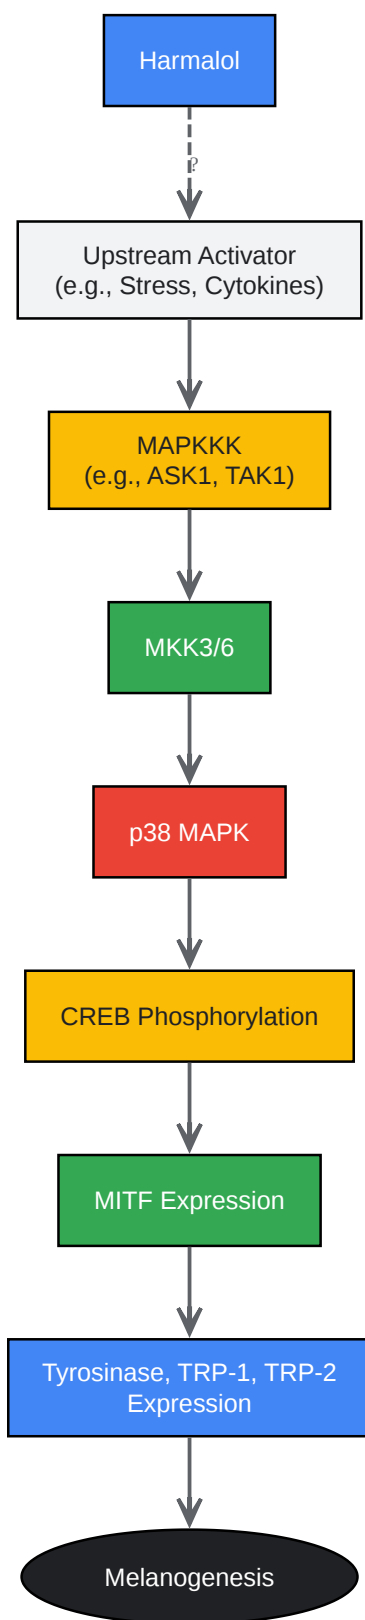 Harmalol
?
Upstream Activator
(e.g., Stress, Cytokines)
MAPKKK
(e.g., ASK1, TAK1)
MKK3/6
p38 MAPK
CREB Phosphorylation
MITF Expression
Tyrosinase, TRP-1, TRP-2
Expression
Melanogenesis